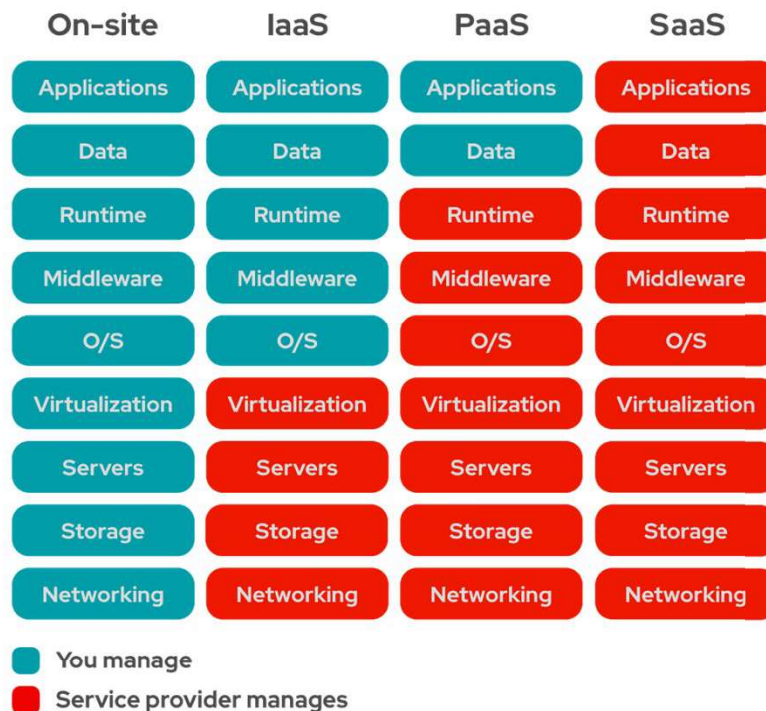 On-site IaaS PaaS SaaS
Applications Applications Applications Applications
Data Data Data Data
Runtime Runtime Runtime Runtime
Middleware Middleware Middleware Middleware
O/S O/S O/S O/S
Virtualization Virtualization Virtualization Virtualization
Servers Servers Servers Servers
Storage Storage Storage Storage
Networking Networking Networking Networking
You manage
Service provider manages